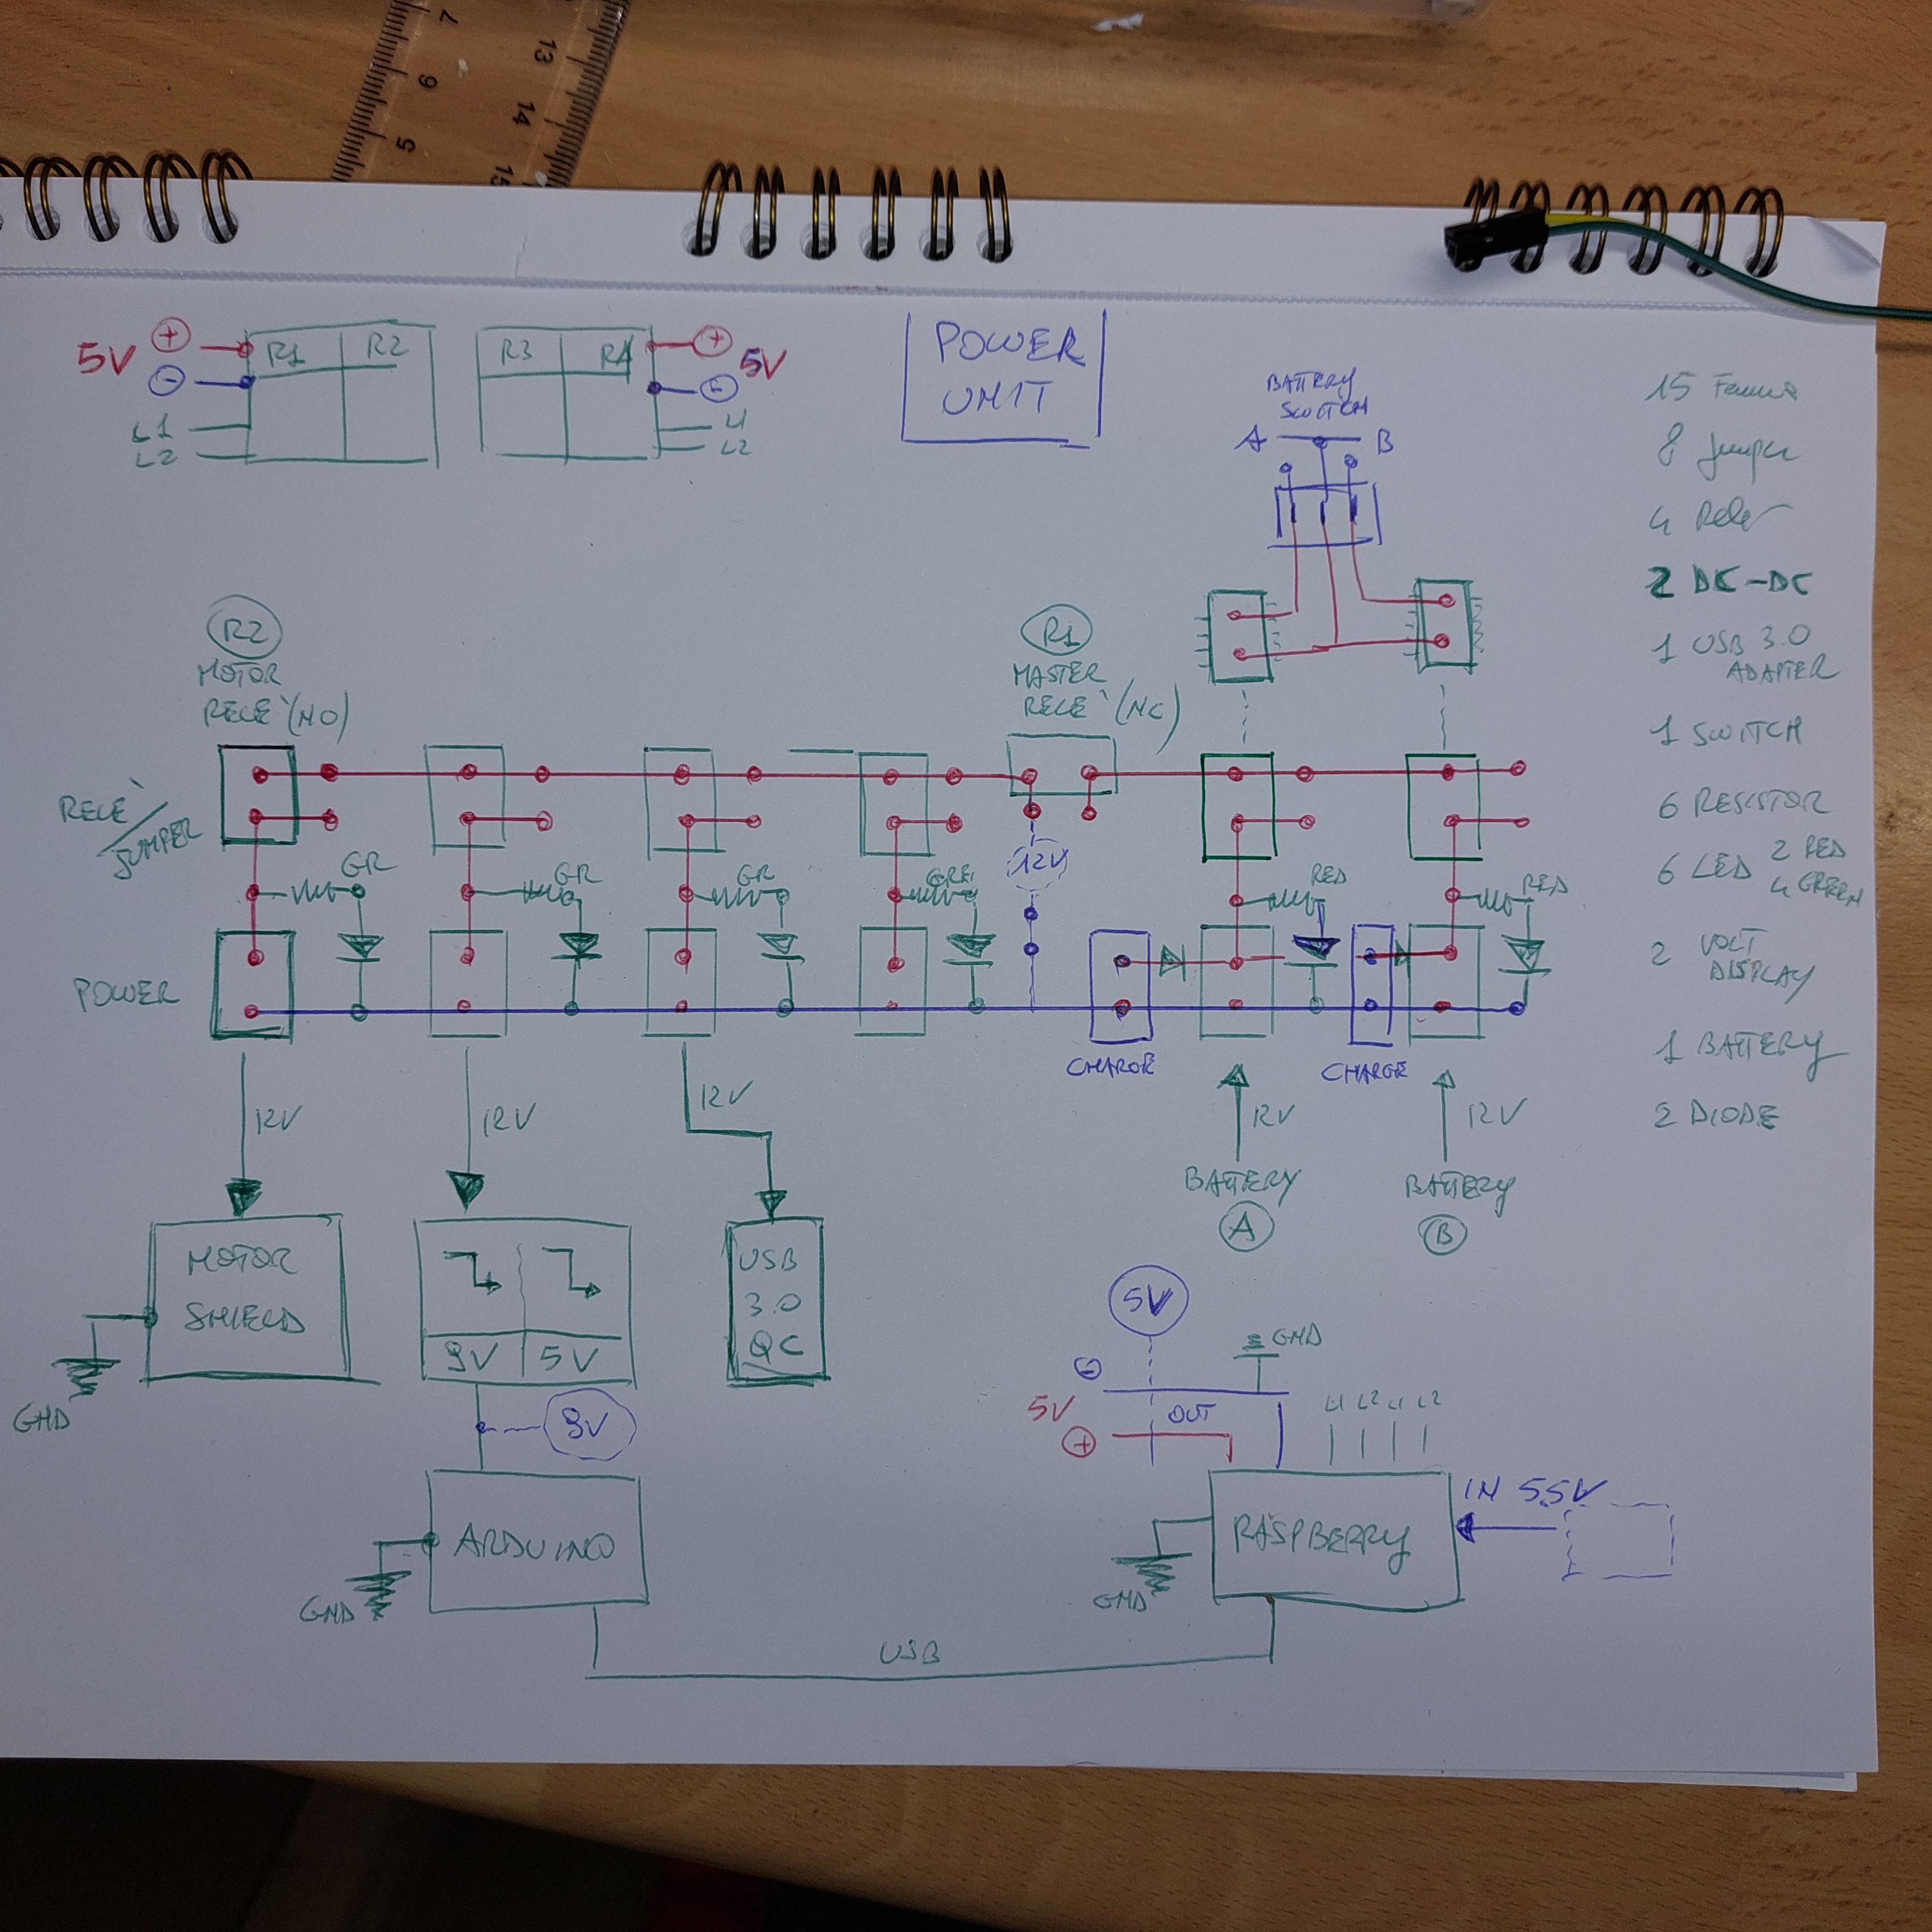 7
6
5
13
14
15
5V
+
-
R1
R2
L1
L2
R3
R4
+
-
5V
L1
L2
POWER
UNIT
BATTERY
SWITCH
A
B
8 Jumper
4 Relè
2 DC-DC
1 USB 3.0
ADAPTER
1 SWITCH
6 RESISTOR
6 LED 2 RED
4 GREEN
2 VOLT
DISPLAY
1 BATTERY
2 DIODE
R2
MOTOR
RELE' (NO)
R1
MASTER
RELE' (NC)
RELE'
/JUMPER
GR
GR
GR
GRE
12V
RED
RED
POWER
CHARGE
CHARGE
12V
12V
12V
12V
12V
BATTERY
A
BATTERY
B
MOTOR
SHIELD
GND
9V
5V
USB
3.0
QC
9V
5V
GND
-
5V
+
OUT
L1 L2 L1 L2
IN 5.5V
ARDUINO
GND
RASPBERRY
GND
USB